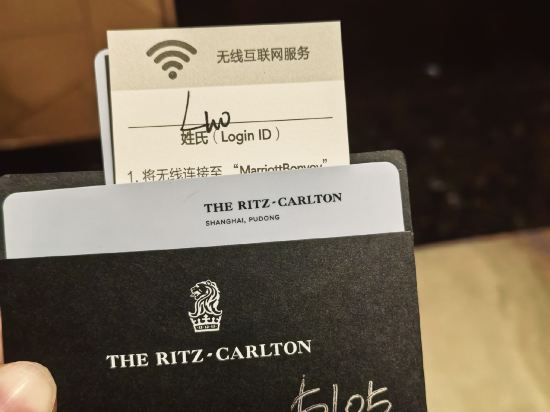 无线互联网服务
Luo
姓氏（Login ID）
1. 将无线连接至 “MarriottBonvoy”
THE RITZ-CARLTON
SHANGHAI, PUDONG
THE RITZ-CARLTON
5105